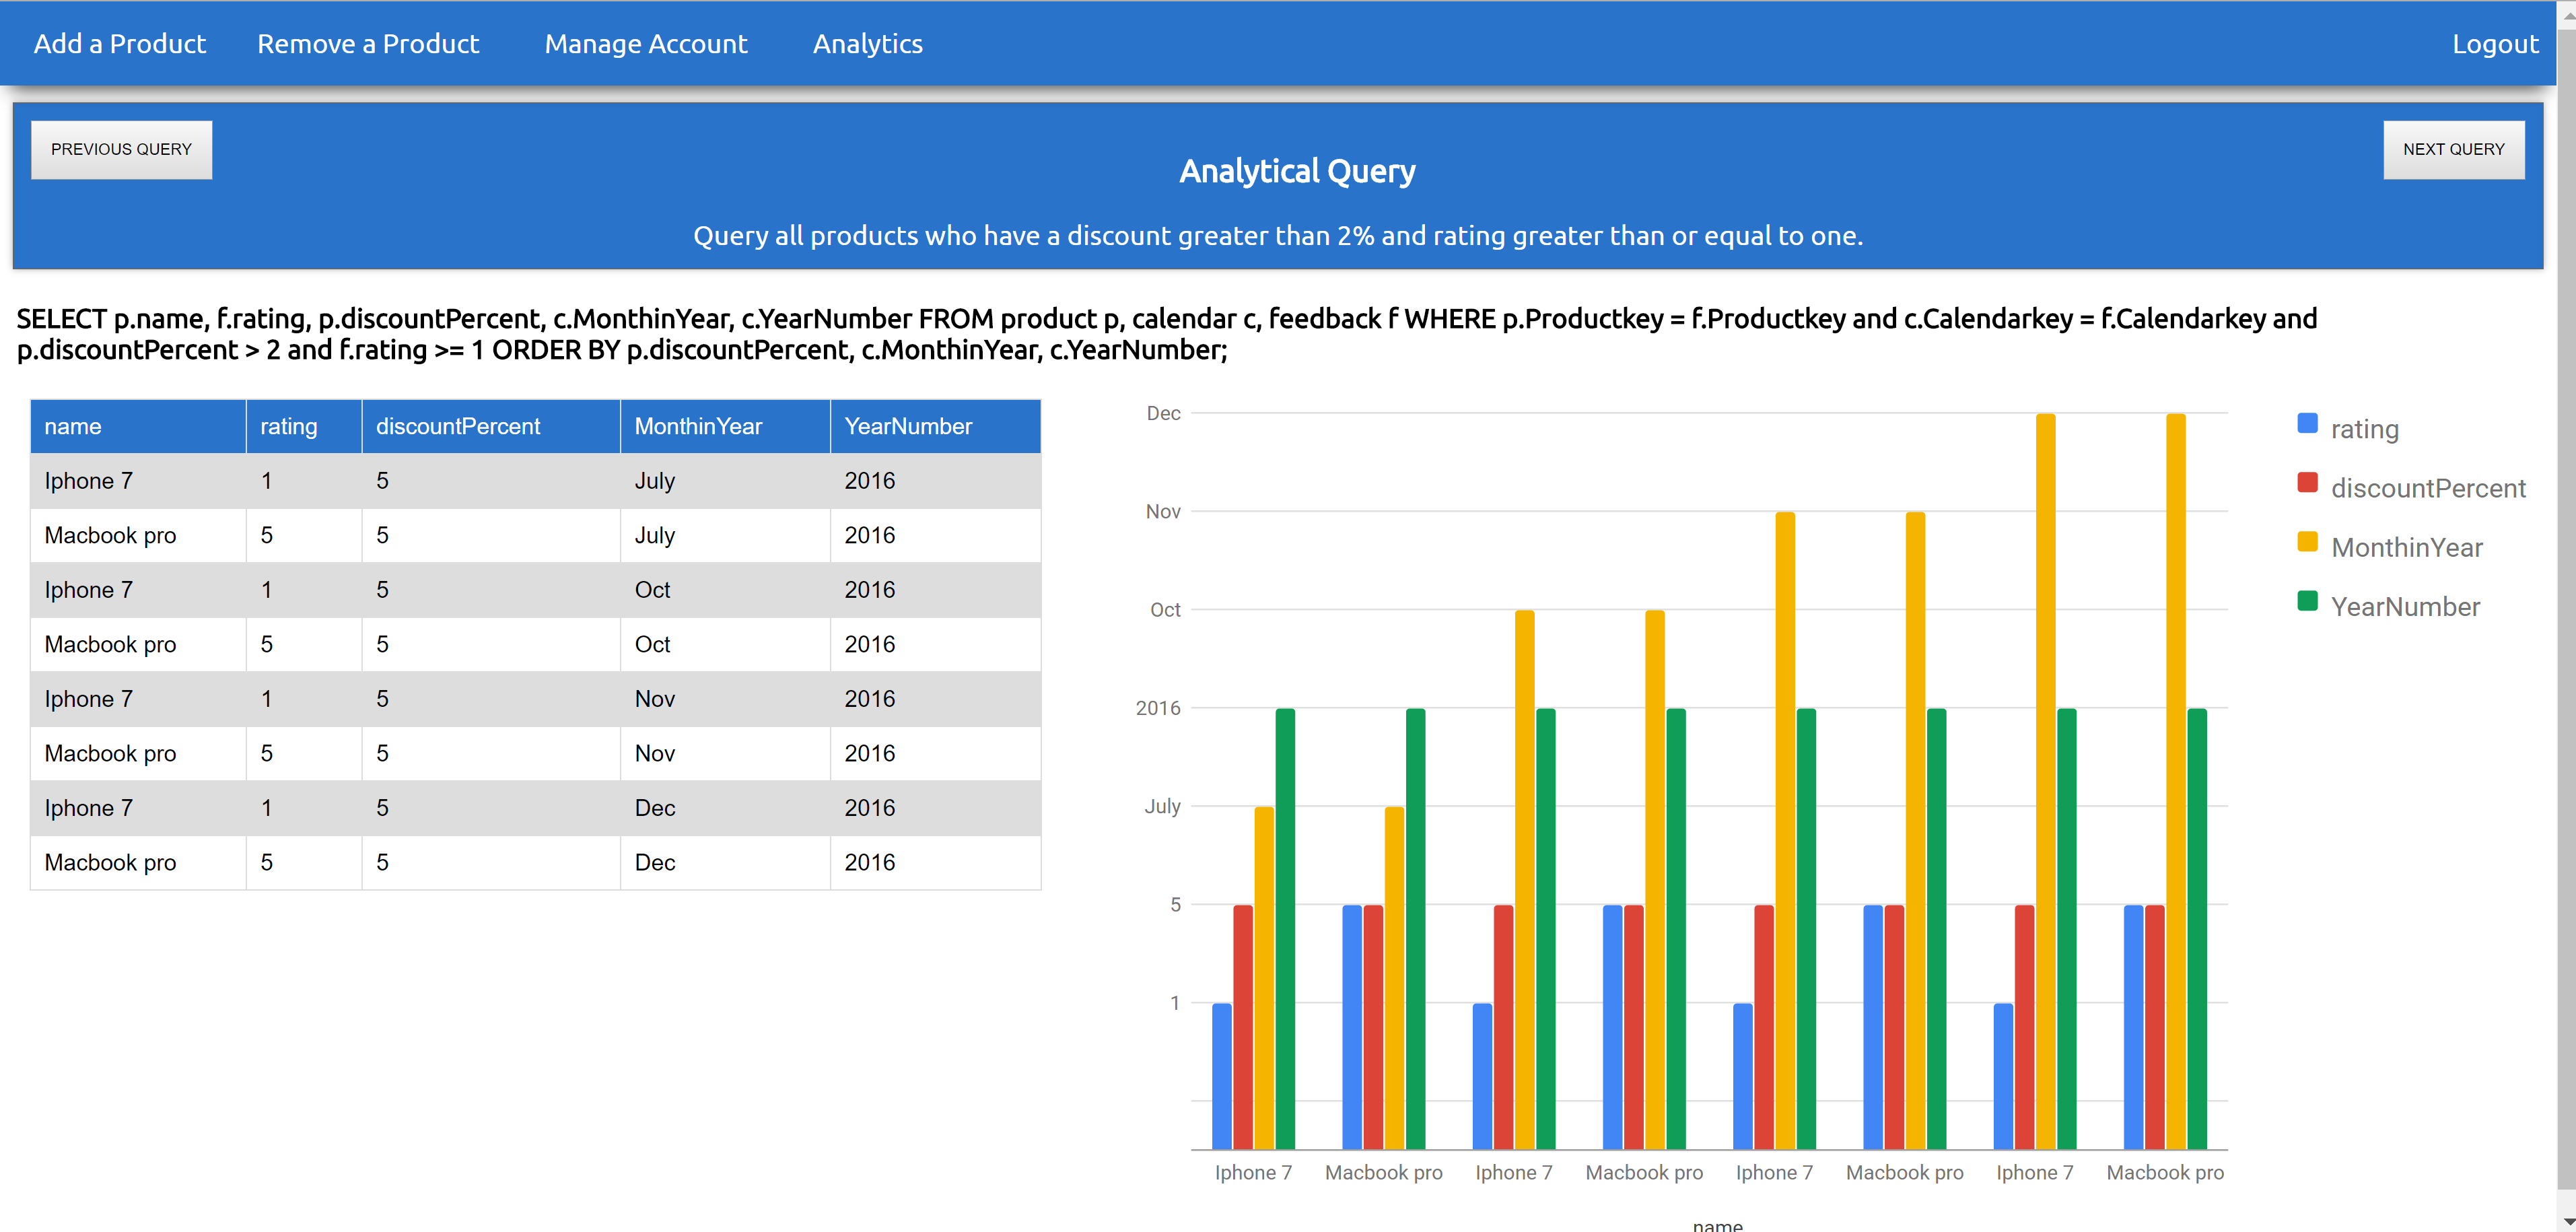 Add a Product Remove a Product Manage Account Analytics Logout
PREVIOUS QUERY
NEXT QUERY
Analytical Query
Query all products who have a discount greater than 2% and rating greater than or equal to one.
SELECT p.name, f.rating, p.discountPercent, c.MonthinYear, c.YearNumber FROM product p, calendar c, feedback f WHERE p.Productkey = f.Productkey and c.Calendarkey = f.Calendarkey and
p.discountPercent > 2 and f.rating >= 1 ORDER BY p.discountPercent, c.MonthinYear, c.YearNumber;
name rating discountPercent MonthinYear YearNumber
Iphone 7 1 5 July 2016
Macbook pro 5 5 July 2016
Iphone 7 1 5 Oct 2016
Macbook pro 5 5 Oct 2016
Iphone 7 1 5 Nov 2016
Macbook pro 5 5 Nov 2016
Iphone 7 1 5 Dec 2016
Macbook pro 5 5 Dec 2016
Dec
Nov
Oct
2016
July
5
1
Iphone 7 Macbook pro Iphone 7 Macbook pro Iphone 7 Macbook pro Iphone 7 Macbook pro
name
rating
discountPercent
MonthinYear
YearNumber